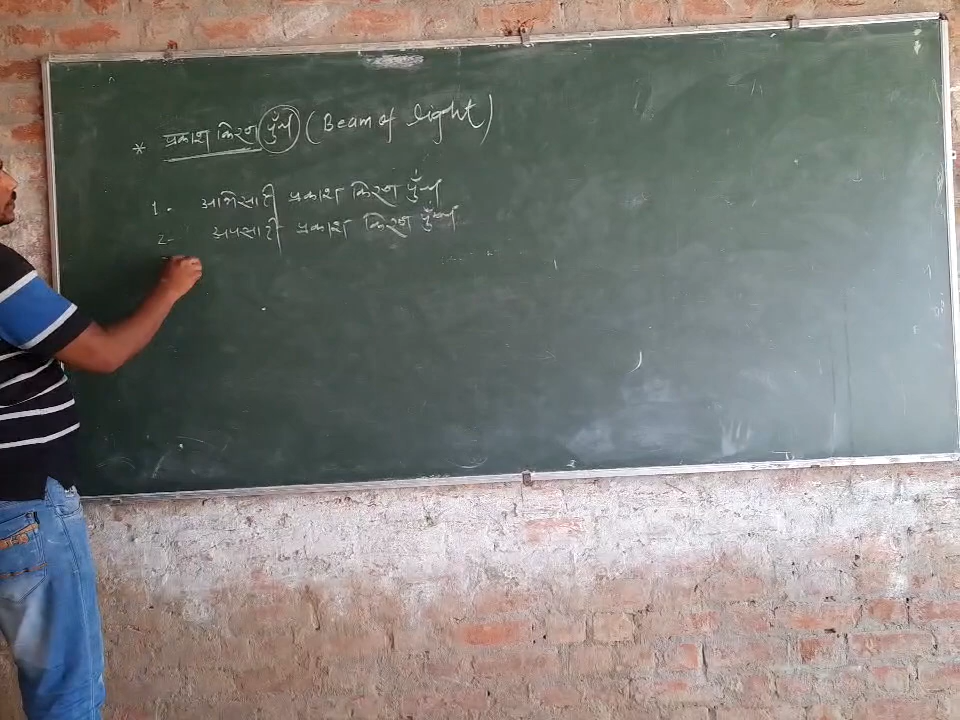 * प्रकाश किरण पुँज (Beam of light)
1. अभिसारी प्रकाश किरण पुँज
2- अपसारी प्रकाश किरण पुँज